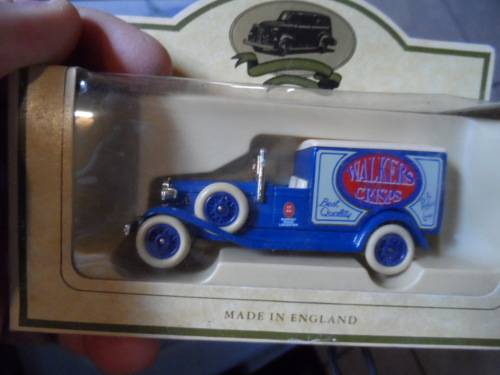 WALKERS
CRISPS
Best
Quality
MADE IN ENGLAND